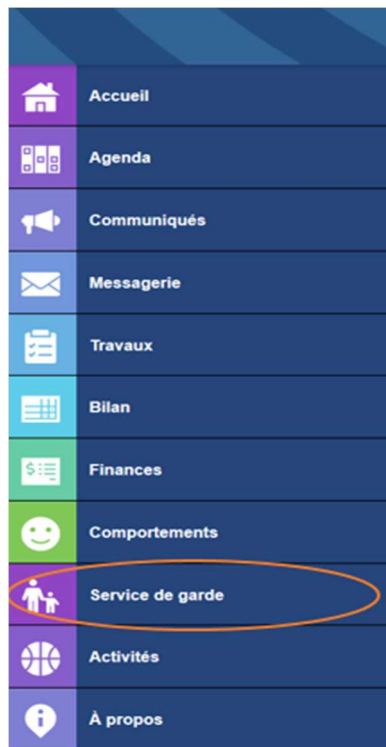 Accueil
Agenda
Communiqués
Messagerie
Travaux
Bilan
Finances
Comportements
Service de garde
Activités
À propos